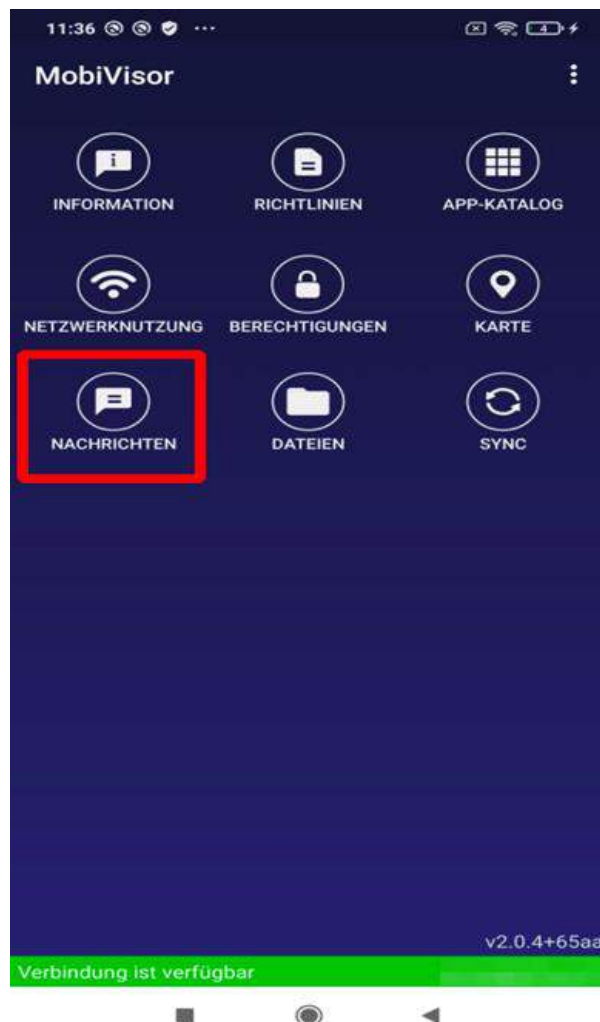 11:36
4
MobiVisor
INFORMATION RICHTLINIEN APP-KATALOG
NETZWERKNUTZUNG BERECHTIGUNGEN KARTE
NACHRICHTEN DATEIEN SYNC
v2.0.4+65aa
Verbindung ist verfügbar